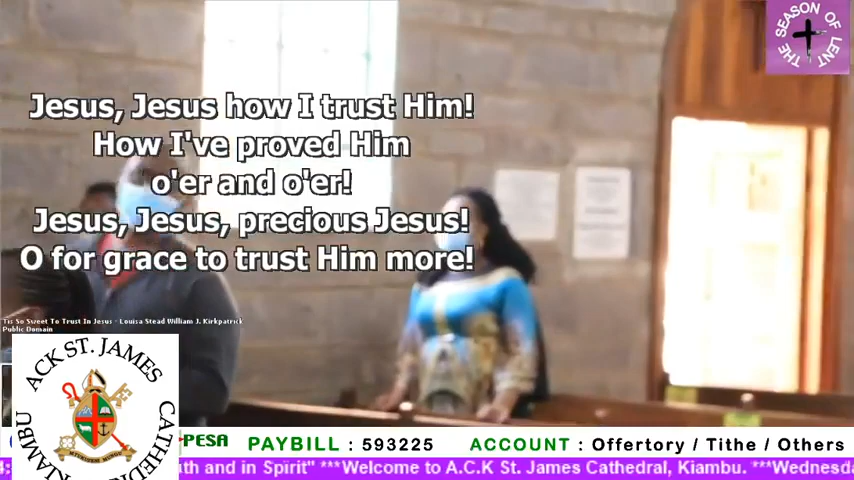 THE SEASON OF LENT
Jesus, Jesus how I trust Him!
How I've proved Him
o'er and o'er!
Jesus, Jesus, precious Jesus!
O for grace to trust Him more!
Tis So Sweet To Trust In Jesus - Louisa Stead William J. Kirkpatrick
Public Domain
ACK ST. JAMES CATHEDRAL KIAMBU
-PESA PAYBILL : 593225 ACCOUNT : Offertory / Tithe / Others
uth and in Spirit" ***Welcome to A.C.K St. James Cathedral, Kiambu. ***Wednesda